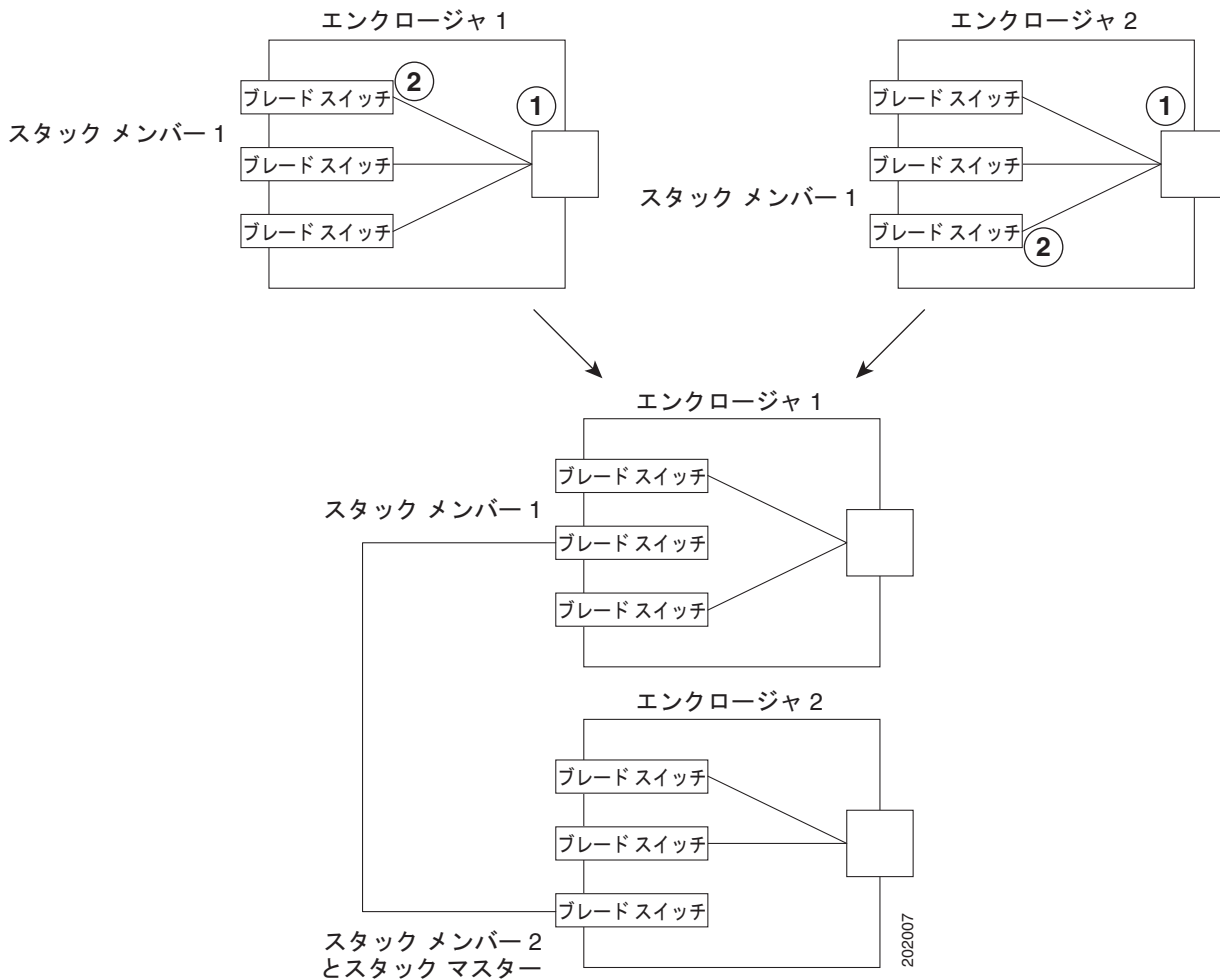 エンクロージャ 1
エンクロージャ 2
ブレード スイッチ
2
1
スタック メンバー 1
ブレード スイッチ
ブレード スイッチ
ブレード スイッチ
1
ブレード スイッチ
スタック メンバー 1
ブレード スイッチ
2
エンクロージャ 1
ブレード スイッチ
スタック メンバー 1
ブレード スイッチ
ブレード スイッチ
エンクロージャ 2
ブレード スイッチ
ブレード スイッチ
ブレード スイッチ
スタック メンバー 2
とスタック マスター
202007